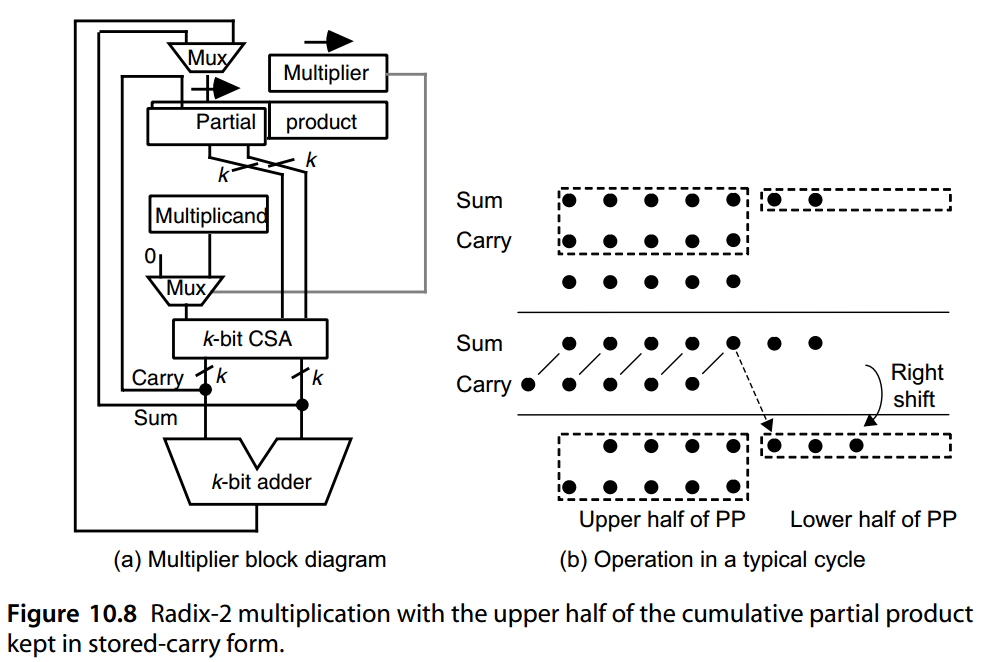 Mux
Multiplier
Partial product
k
k
Multiplicand
0
Mux
k-bit CSA
Carry
k
k
Sum
k-bit adder
(a) Multiplier block diagram
Sum
Carry
Sum
Carry
Right
shift
Upper half of PP
Lower half of PP
(b) Operation in a typical cycle
Figure 10.8 Radix-2 multiplication with the upper half of the cumulative partial product
kept in stored-carry form.